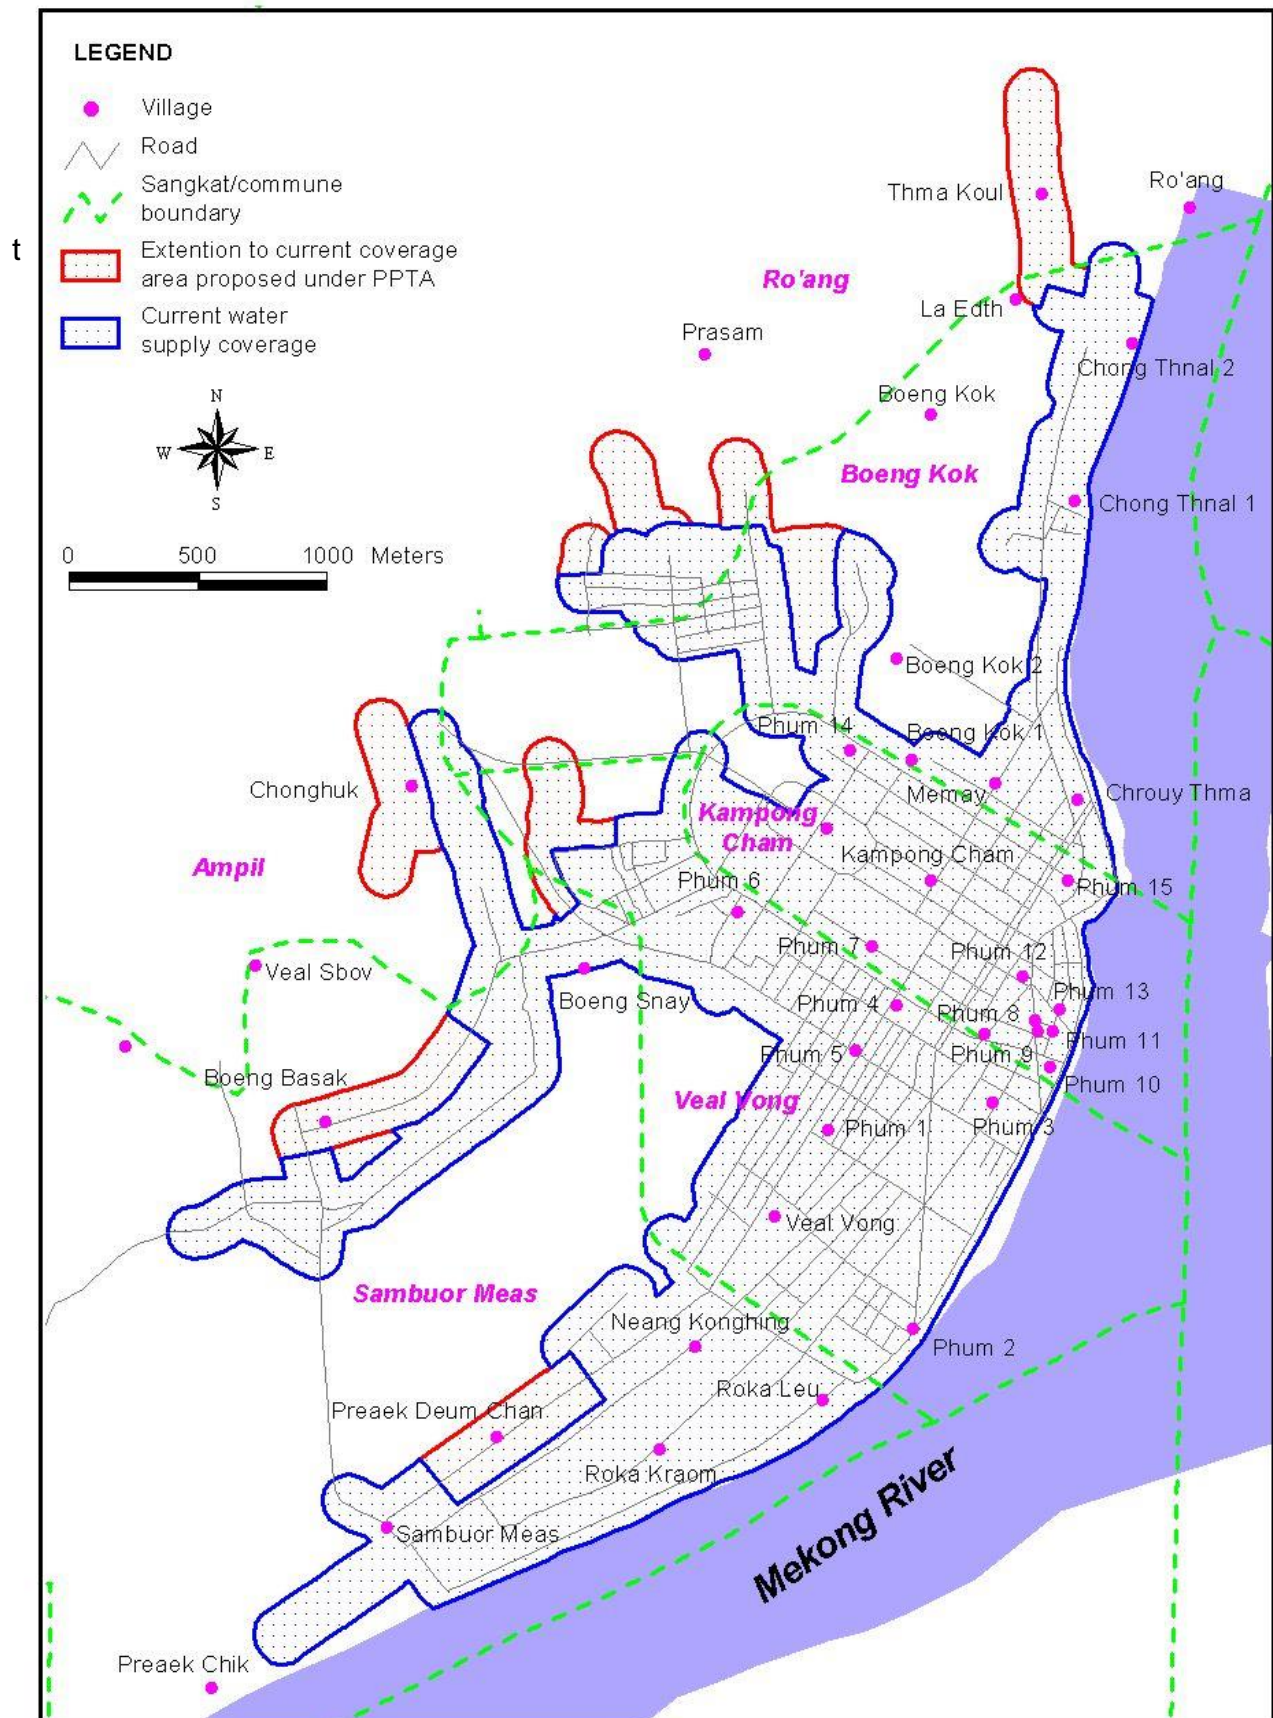 LEGEND
Village
Road
Sangkat/commune
boundary
t
Extention to current coverage
area proposed under PPTA
Current water
supply coverage
N
W E
S
0 500 1000 Meters
Thma Koul
Ro'ang
Ro'ang
La Edth
Prasam
Chong Thnal 2
Boeng Kok
Boeng Kok
Chong Thnal 1
Boeng Kok 2
Phum 14
Boeng Kok 1
Chonghuk
Memay
Chrouy Thma
Kampong
Cham
Kampong Cham
Ampil
Phum 6
Phum 15
Phum 7
Phum 12
Veal Sbov
Boeng Snay
Phum 4
Phum 8
Phum 13
Phum 5
Phum 9
Phum 11
Boeng Basak
Phum 10
Veal Vong
Phum 1
Phum 3
Veal Vong
Sambuor Meas
Neang Konghing
Phum 2
Roka Leu
Preaek Deum Chan
Roka Kraom
Mekong River
Sambuor Meas
Preaek Chik